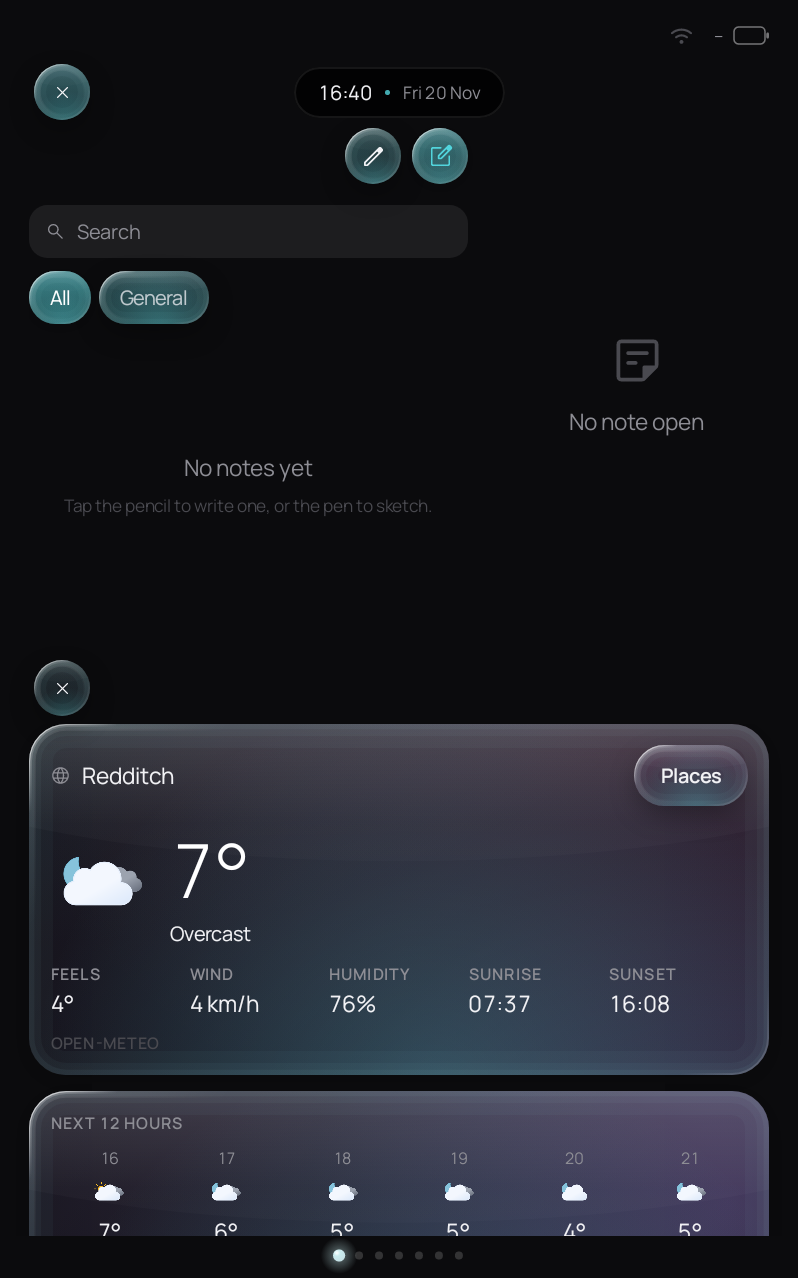 –
16:40 • Fri 20 Nov
Search
All General
No note open
No notes yet
Tap the pencil to write one, or the pen to sketch.
Redditch
Places
7°
Overcast
FEELS WIND HUMIDITY SUNRISE SUNSET
4° 4 km/h 76% 07:37 16:08
OPEN-METEO
NEXT 12 HOURS
16 17 18 19 20 21
7° 6° 5° 5° 4° 5°